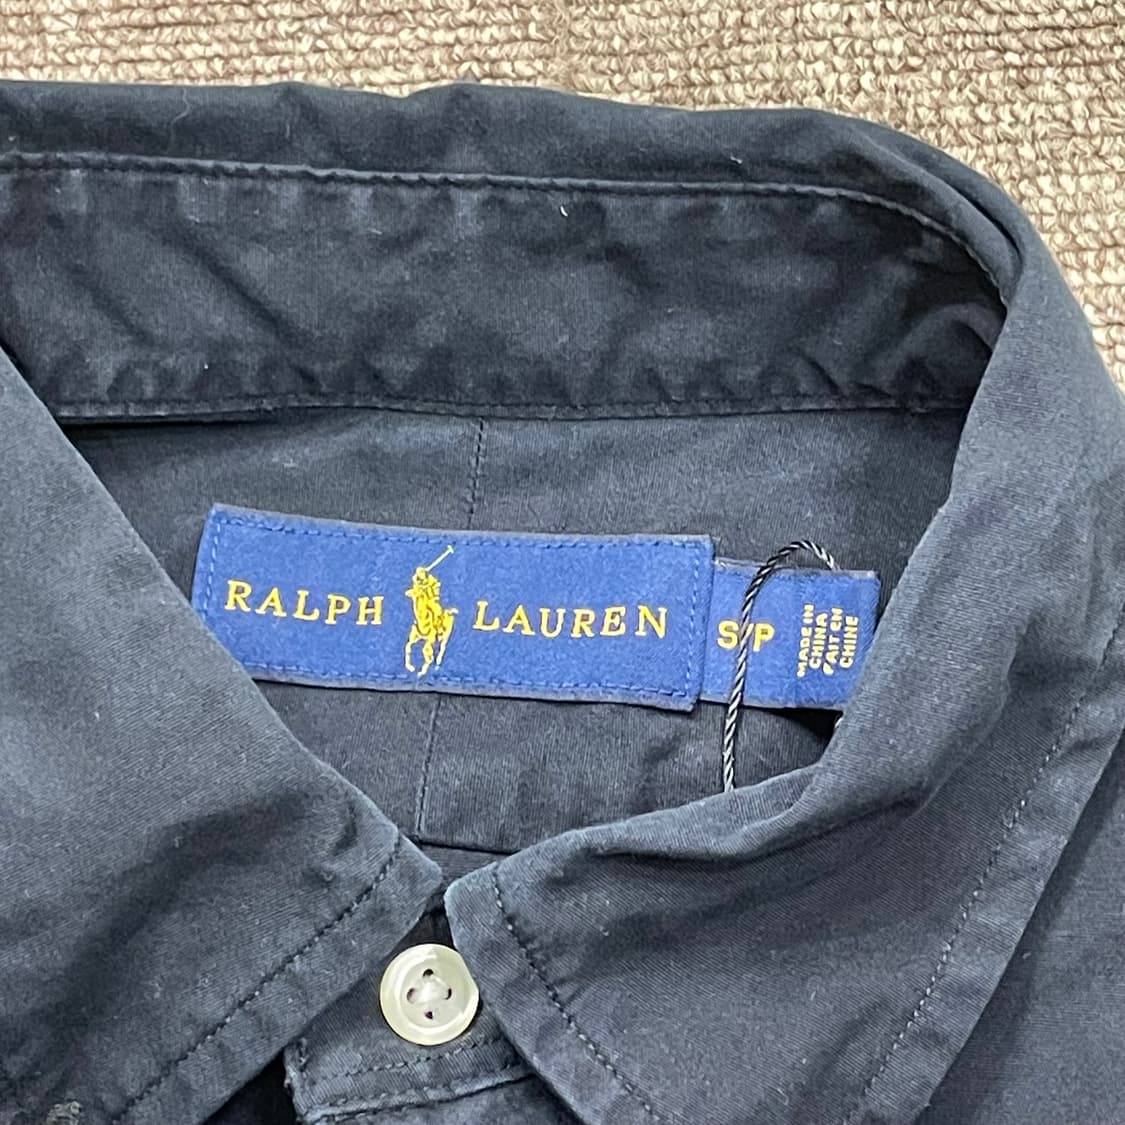 RALPH LAUREN
S/P
MADE IN
CHINA
FAIT EN
CHINE